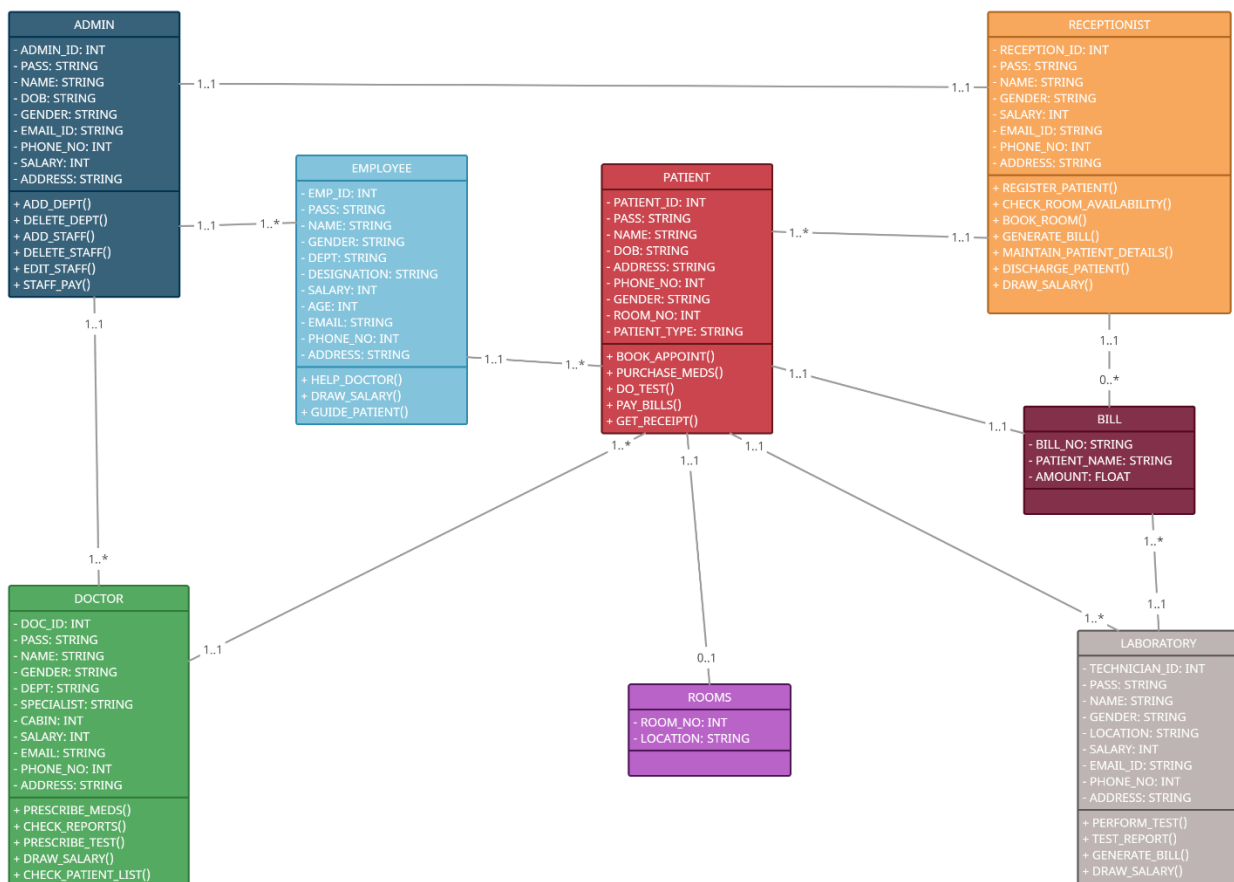 ADMIN
- ADMIN_ID: INT
- PASS: STRING
- NAME: STRING
- DOB: STRING
- GENDER: STRING
- EMAIL_ID: STRING
- PHONE_NO: INT
- SALARY: INT
- ADDRESS: STRING
+ ADD_DEPT()
+ DELETE_DEPT()
+ ADD_STAFF()
+ DELETE_STAFF()
+ EDIT_STAFF()
+ STAFF_PAY()
1..1
1..1
RECEPTIONIST
- RECEPTION_ID: INT
- PASS: STRING
- NAME: STRING
- GENDER: STRING
- SALARY: INT
- EMAIL_ID: STRING
- PHONE_NO: INT
- ADDRESS: STRING
+ REGISTER_PATIENT()
+ CHECK_ROOM_AVAILABILITY()
+ BOOK_ROOM()
+ GENERATE_BILL()
+ MAINTAIN_PATIENT_DETAILS()
+ DISCHARGE_PATIENT()
+ DRAW_SALARY()
1..1
1..*
EMPLOYEE
- EMP_ID: INT
- PASS: STRING
- NAME: STRING
- GENDER: STRING
- DEPT: STRING
- DESIGNATION: STRING
- SALARY: INT
- AGE: INT
- EMAIL: STRING
- PHONE_NO: INT
- ADDRESS: STRING
+ HELP_DOCTOR()
+ DRAW_SALARY()
+ GUIDE_PATIENT()
1..1
1..*
PATIENT
- PATIENT_ID: INT
- PASS: STRING
- NAME: STRING
- DOB: STRING
- ADDRESS: STRING
- PHONE_NO: INT
- GENDER: STRING
- ROOM_NO: INT
- PATIENT_TYPE: STRING
+ BOOK_APPOINT()
+ PURCHASE_MEDS()
+ DO_TEST()
+ PAY_BILLS()
+ GET_RECEIPT()
1..*
1..1
1..1
1..1
1..1
0..*
BILL
- BILL_NO: STRING
- PATIENT_NAME: STRING
- AMOUNT: FLOAT
1..*
1..1
1..1
1..*
1..*
1..1
1..1
1..*
DOCTOR
- DOC_ID: INT
- PASS: STRING
- NAME: STRING
- GENDER: STRING
- DEPT: STRING
- SPECIALIST: STRING
- CABIN: INT
- SALARY: INT
- EMAIL: STRING
- PHONE_NO: INT
- ADDRESS: STRING
+ PRESCRIBE_MEDS()
+ CHECK_REPORTS()
+ PRESCRIBE_TEST()
+ DRAW_SALARY()
+ CHECK_PATIENT_LIST()
1..1
0..1
ROOMS
- ROOM_NO: INT
- LOCATION: STRING
LABORATORY
- TECHNICIAN_ID: INT
- PASS: STRING
- NAME: STRING
- GENDER: STRING
- LOCATION: STRING
- SALARY: INT
- EMAIL_ID: STRING
- PHONE_NO: INT
- ADDRESS: STRING
+ PERFORM_TEST()
+ TEST_REPORT()
+ GENERATE_BILL()
+ DRAW_SALARY()